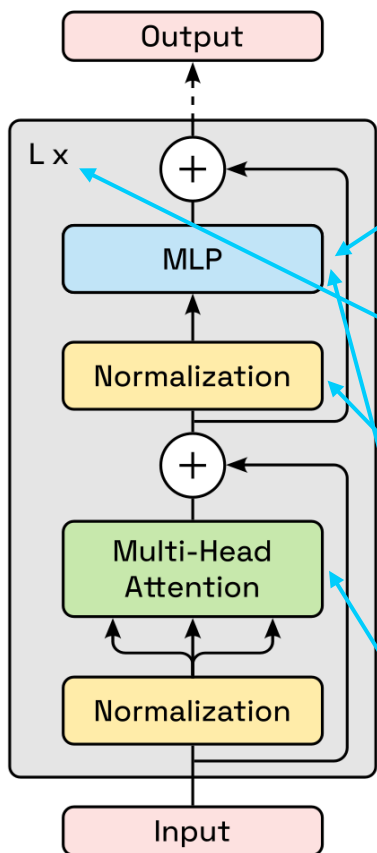 Output
L x
MLP
Normalization
Multi-Head
Attention
Normalization
Input